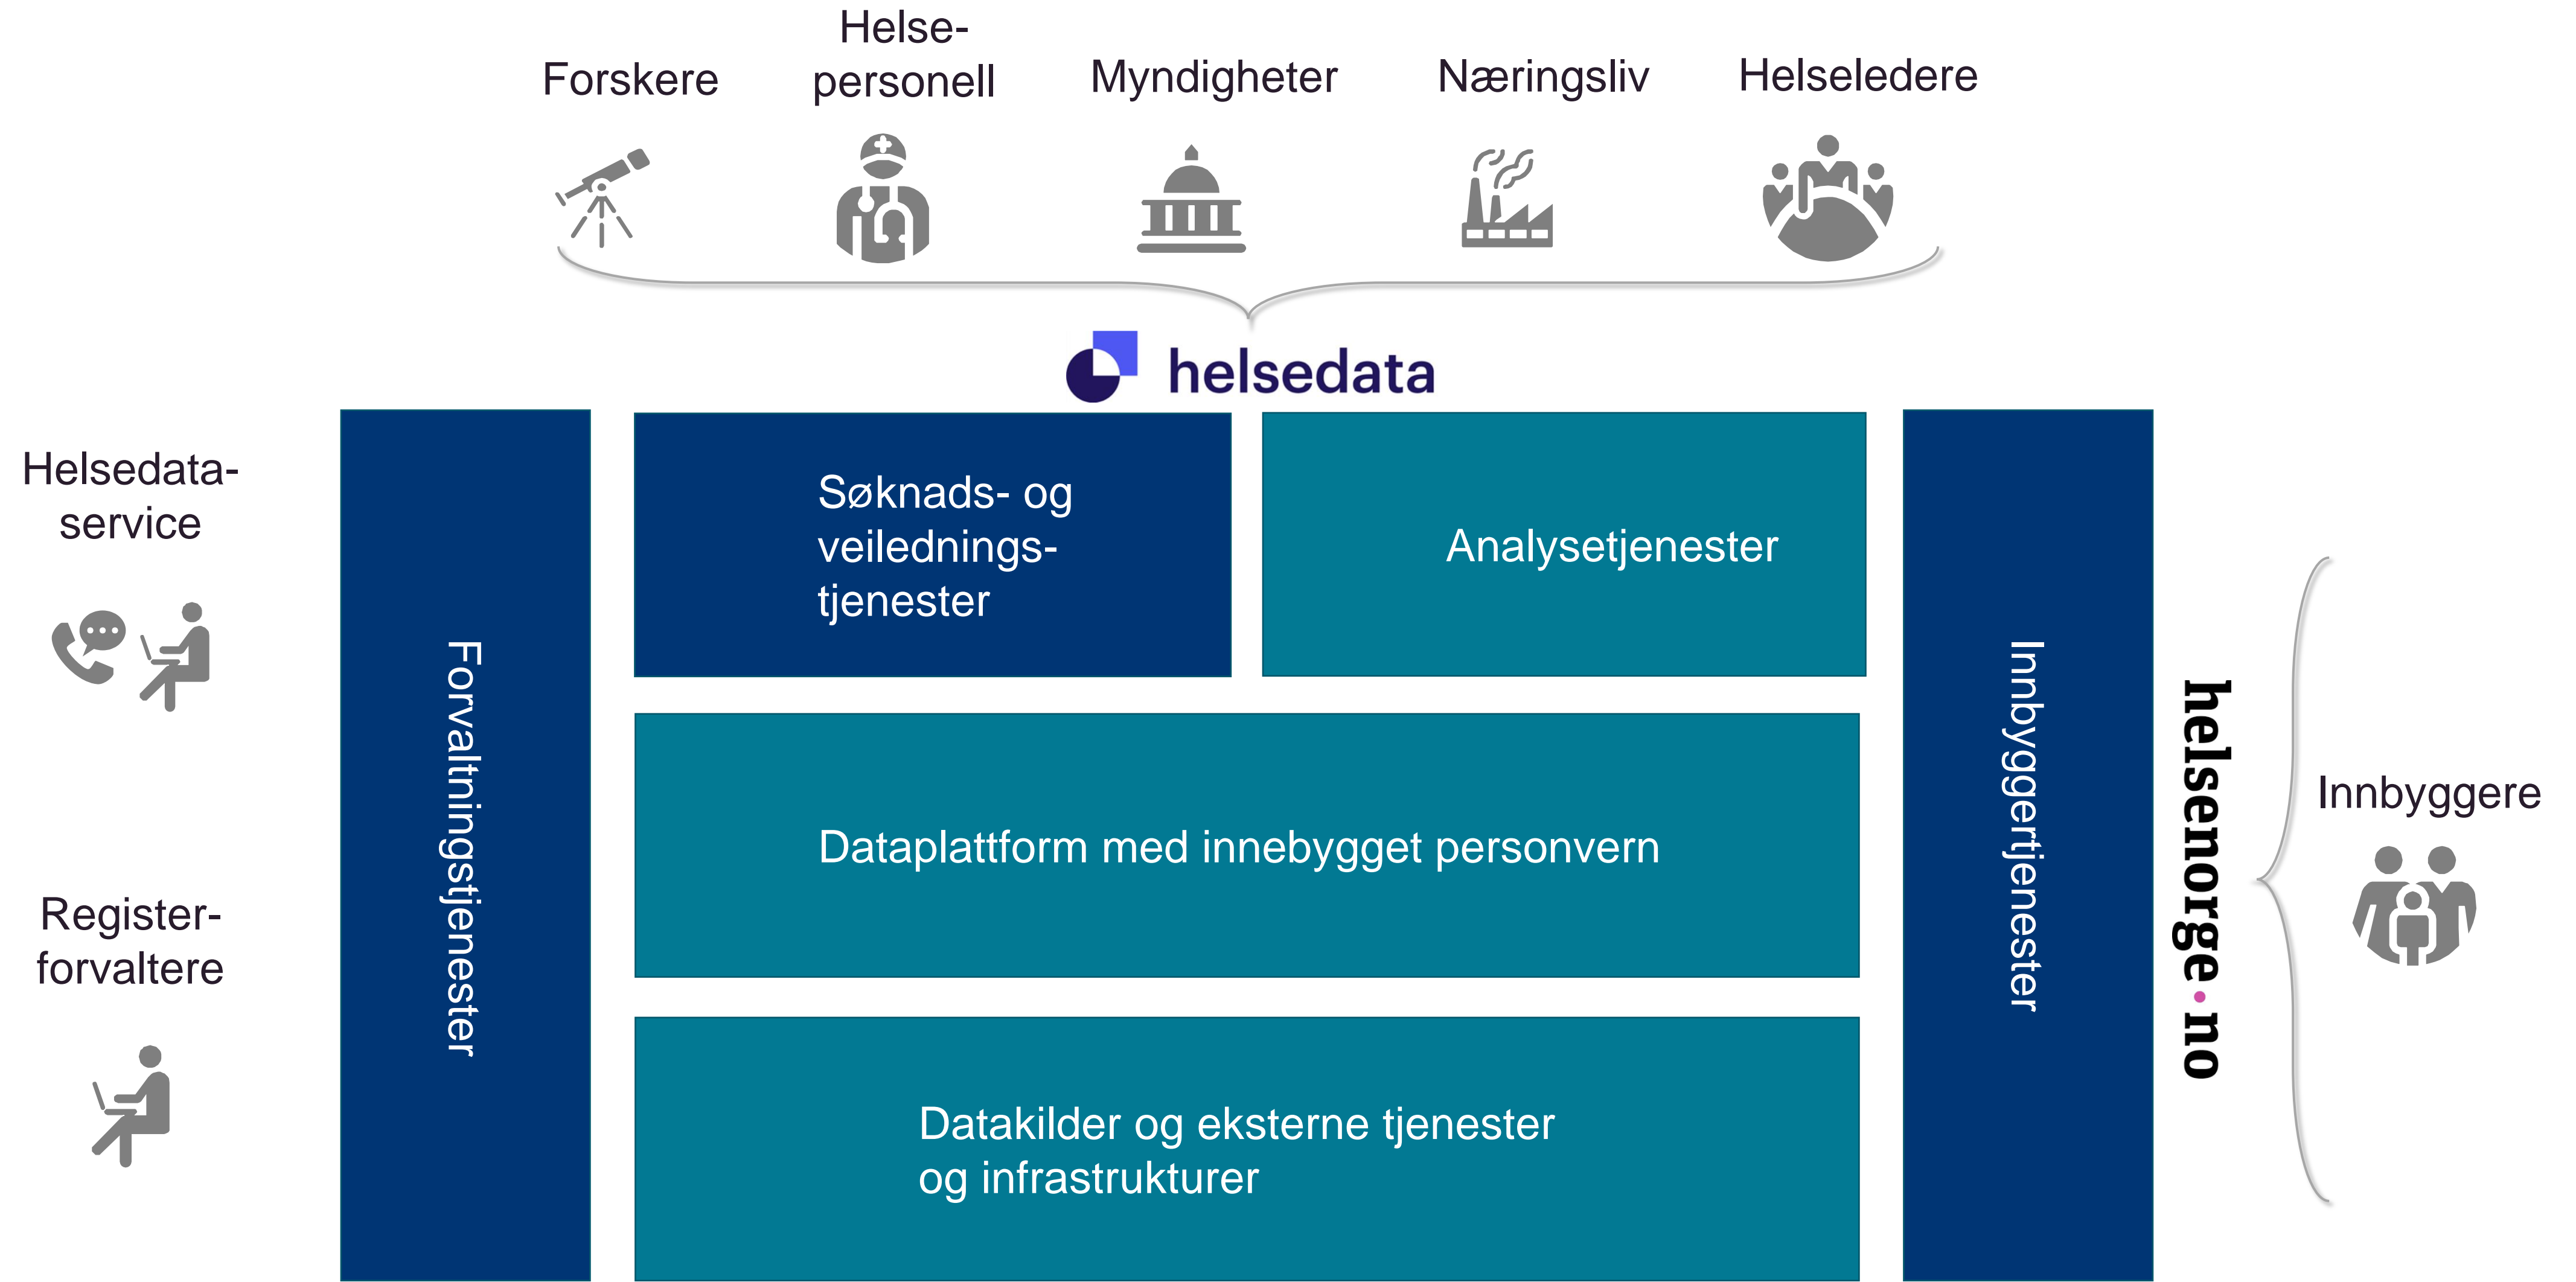 Forskere
Helse-
personell
Myndigheter
Næringsliv
Helseledere
helsedata
Helsedata-
service
Register-
forvaltere
Forvaltningstjenester
Søknads- og
veilednings-
tjenester
Analysetjenester
Dataplattform med innebygget personvern
Datakilder og eksterne tjenester
og infrastrukturer
Innbyggertjenester
helsenorge·no
Innbyggere